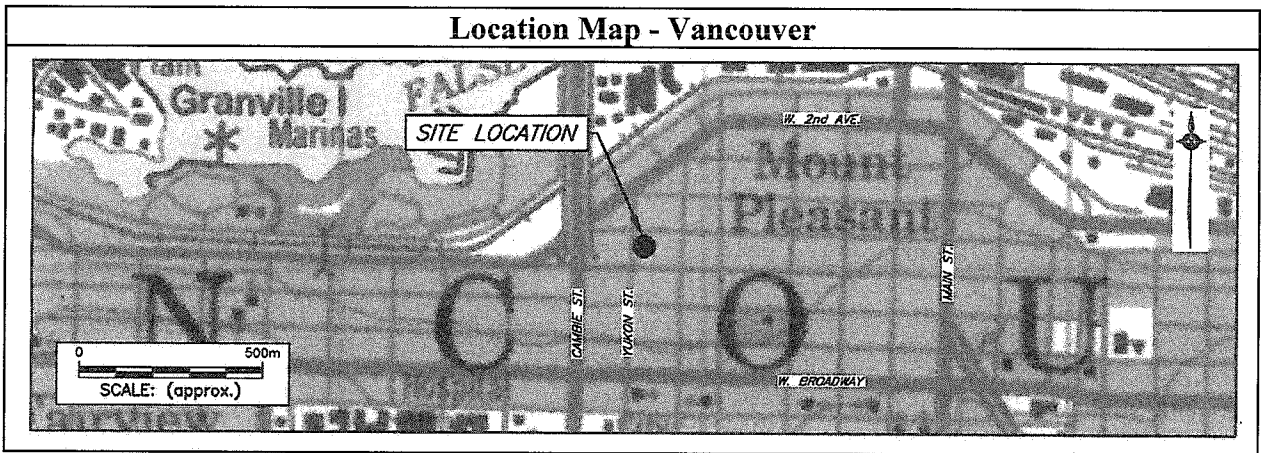 Location Map - Vancouver
Granville I
Marinas
FALSE
SITE LOCATION
W. 2nd AVE.
Mount
Pleasant
N C O U
CAMBIE ST.
YUKON ST.
MAIN ST.
0 500m
SCALE: (approx.)
W. BROADWAY